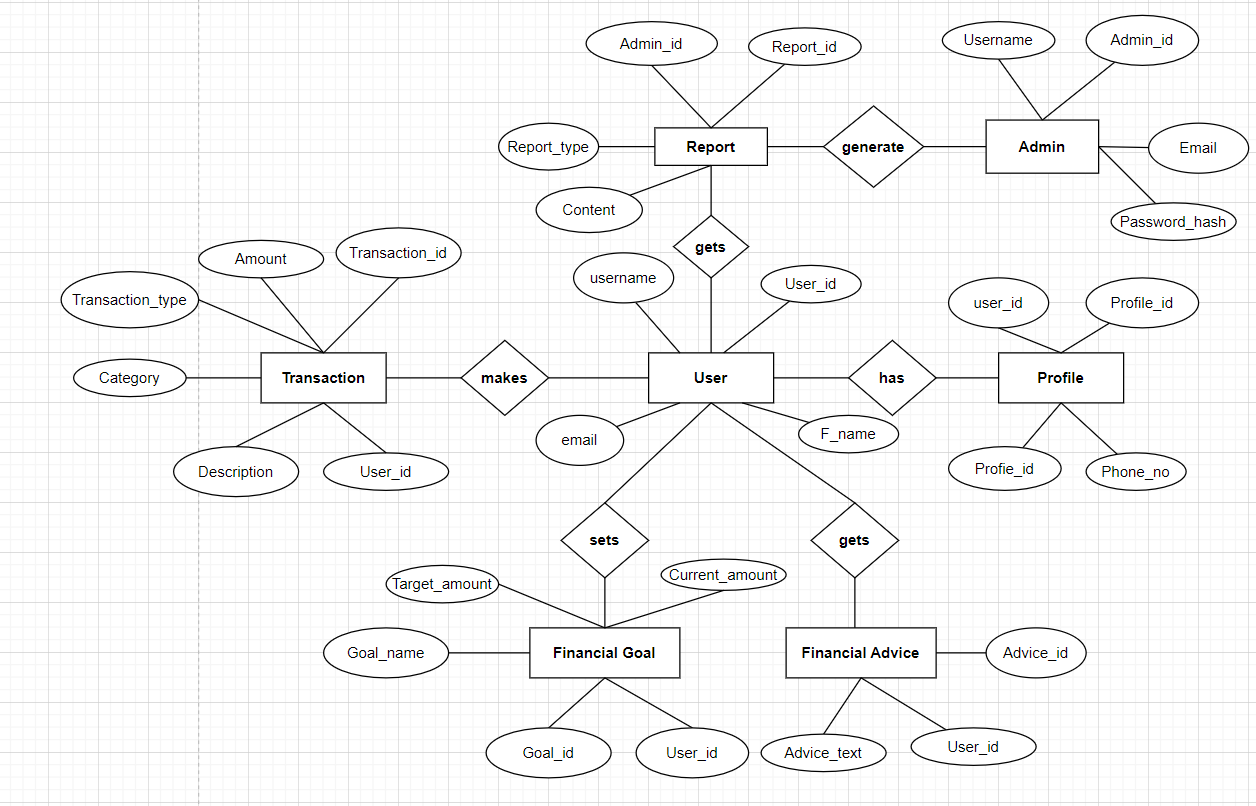 Admin_id
Report_id
Username
Admin_id
Report_type
Report
generate
Admin
Email
Content
Password_hash
gets
Amount
Transaction_id
Transaction_type
username
User_id
user_id
Profile_id
Category
Transaction
makes
User
has
Profile
email
F_name
Description
User_id
Profie_id
Phone_no
sets
gets
Target_amount
Current_amount
Goal_name
Financial Goal
Financial Advice
Advice_id
Goal_id
User_id
Advice_text
User_id